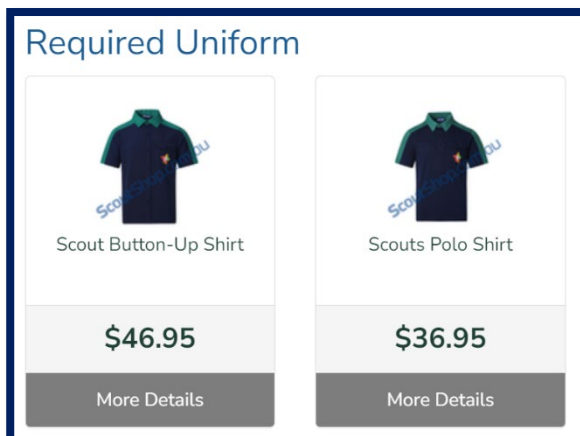 Required Uniform
Scout Button-Up Shirt
Scouts Polo Shirt
$46.95
$36.95
More Details
More Details